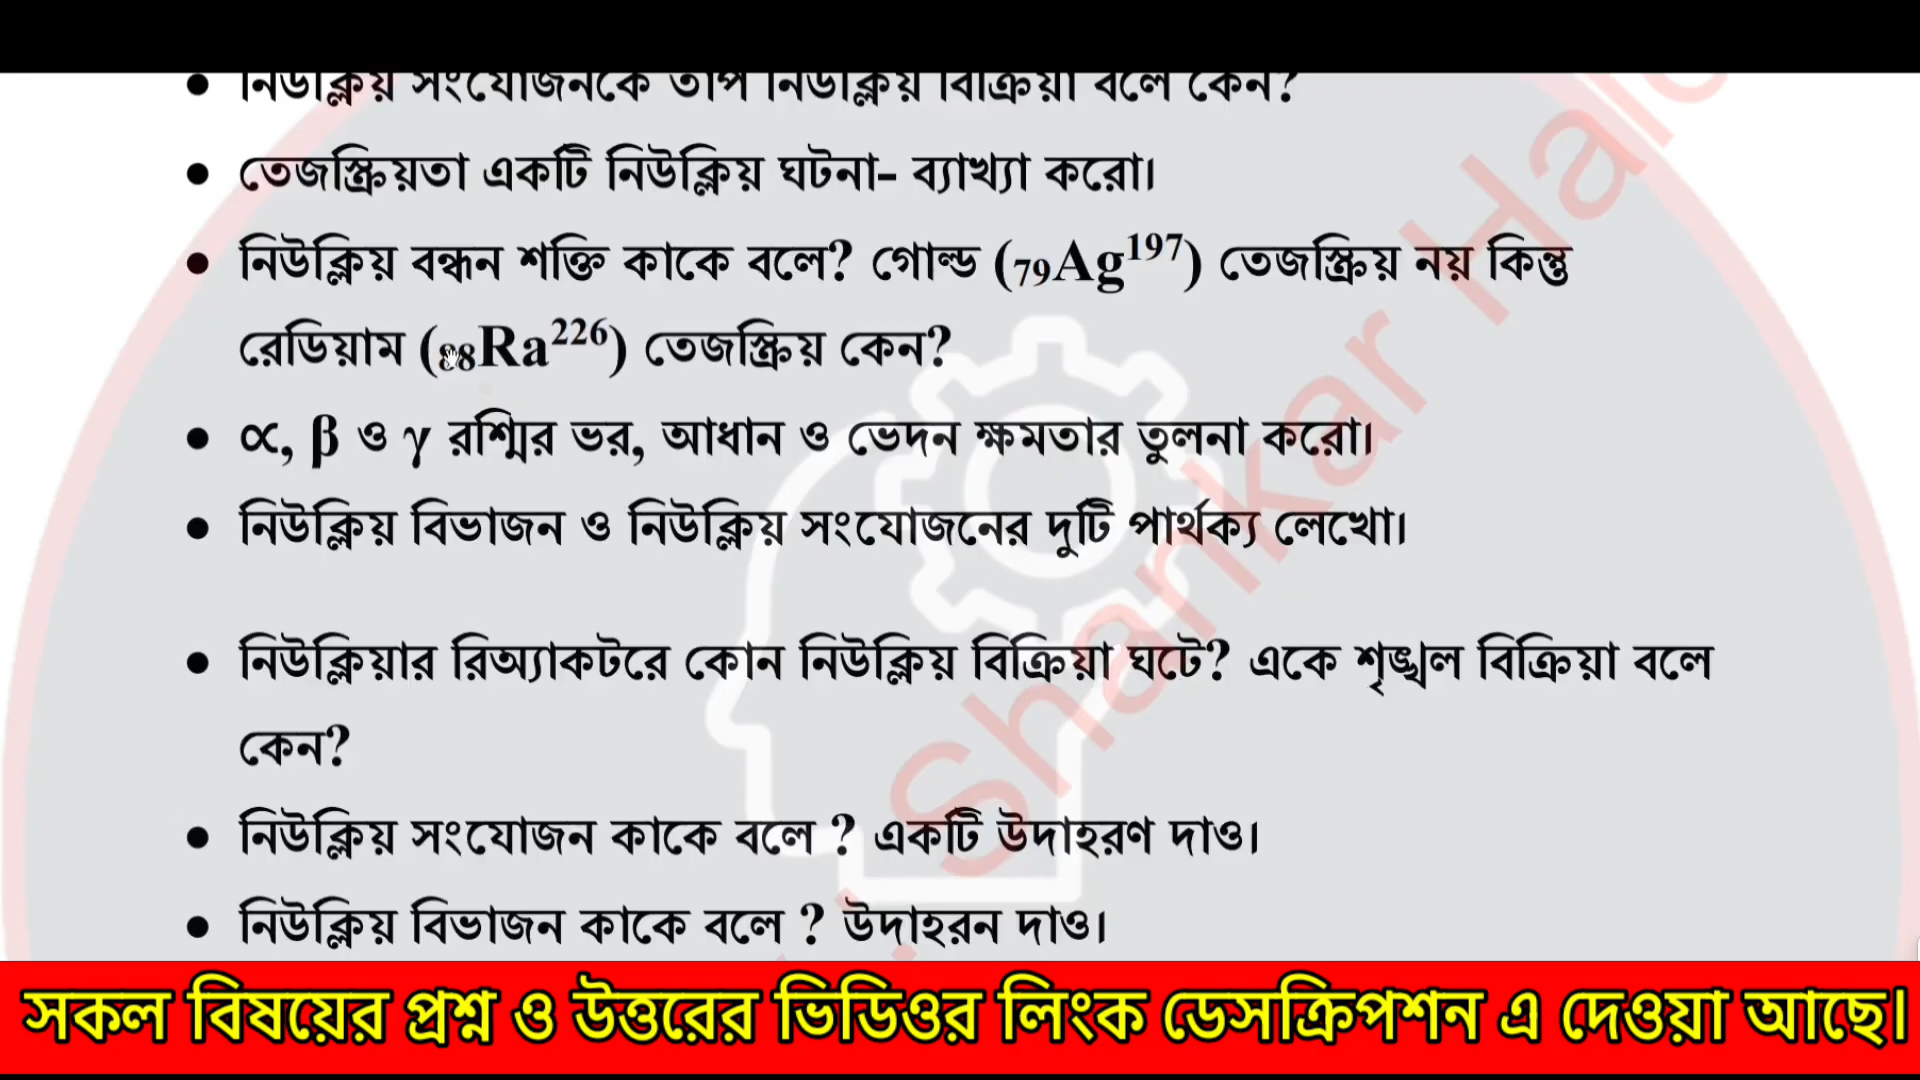 • নিউক্লিয় সংযোজনকে তাপ নিউক্লিয় বিক্রিয়া বলে কেন?
• তেজস্ক্রিয়তা একটি নিউক্লিয় ঘটনা- ব্যাখ্যা করো।
• নিউক্লিয় বন্ধন শক্তি কাকে বলে? গোল্ড (₇₉Ag¹⁹⁷) তেজস্ক্রিয় নয় কিন্তু
রেডিয়াম (₈₈Ra²²⁶) তেজস্ক্রিয় কেন?
• ∝, β ও γ রশ্মির ভর, আধান ও ভেদন ক্ষমতার তুলনা করো।
• নিউক্লিয় বিভাজন ও নিউক্লিয় সংযোজনের দুটি পার্থক্য লেখো।
• নিউক্লিয়ার রিঅ্যাকটরে কোন নিউক্লিয় বিক্রিয়া ঘটে? একে শৃঙ্খল বিক্রিয়া বলে
কেন?
• নিউক্লিয় সংযোজন কাকে বলে ? একটি উদাহরণ দাও।
• নিউক্লিয় বিভাজন কাকে বলে ? উদাহরন দাও।
Shankar Hal
সকল বিষয়ের প্রশ্ন ও উত্তরের ভিডিওর লিংক ডেসক্রিপশন এ দেওয়া আছে।